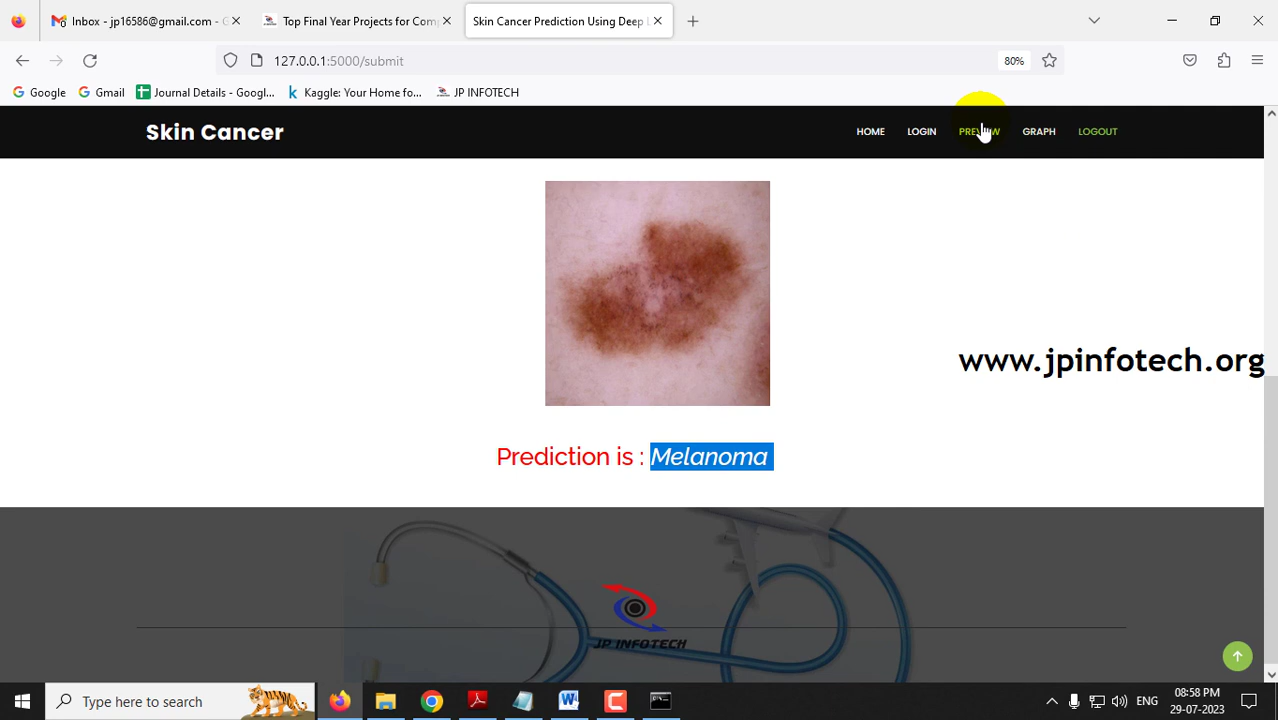 Inbox - jp16586@gmail.com - G
Top Final Year Projects for Com
Skin Cancer Prediction Using Deep
127.0.0.1:5000/submit
80%
Google
Gmail
Journal Details - Googl...
Kaggle: Your Home fo...
JP INFOTECH
Skin Cancer
HOME
LOGIN
PREVIEW
GRAPH
LOGOUT
www.jpinfotech.org
Prediction is : Melanoma
JP INFOTECH
Type here to search
ENG
08:58 PM
29-07-2023